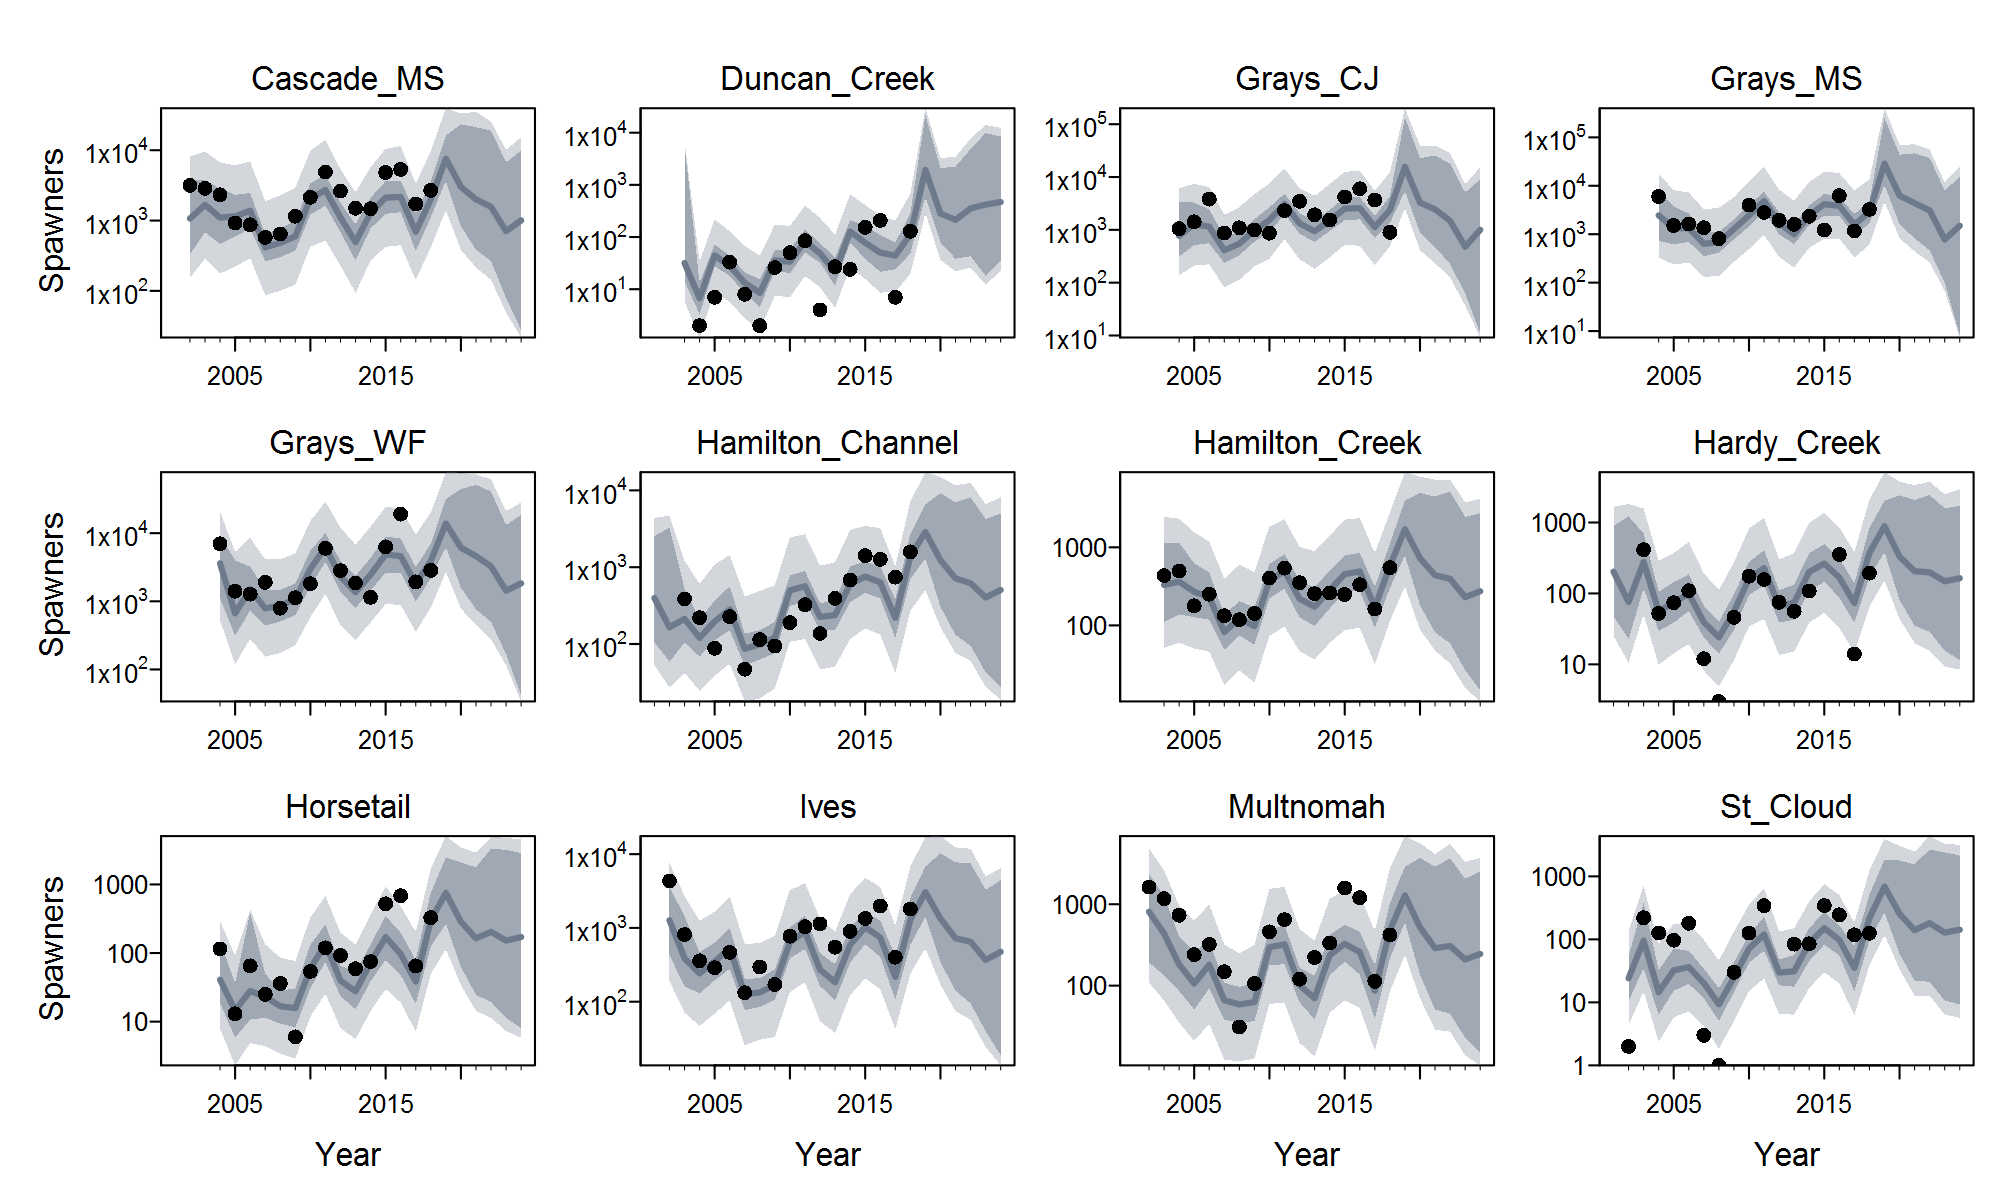 Cascade_MS Duncan_Creek Grays_CJ Grays_MS
Spawners
1x10^4 1x10^3 1x10^2
1x10^4 1x10^3 1x10^2 1x10^1
1x10^5 1x10^4 1x10^3 1x10^2 1x10^1
1x10^5 1x10^4 1x10^3 1x10^2 1x10^1
2005 2015 2005 2015 2005 2015 2005 2015
Grays_WF Hamilton_Channel Hamilton_Creek Hardy_Creek
Spawners
1x10^4 1x10^3 1x10^2
1x10^4 1x10^3 1x10^2
1000 100
1000 100 10
2005 2015 2005 2015 2005 2015 2005 2015
Horsetail Ives Multnomah St_Cloud
Spawners
1000 100 10
1x10^4 1x10^3 1x10^2
1000 100
1000 100 10 1
2005 2015 2005 2015 2005 2015 2005 2015
Year Year Year Year